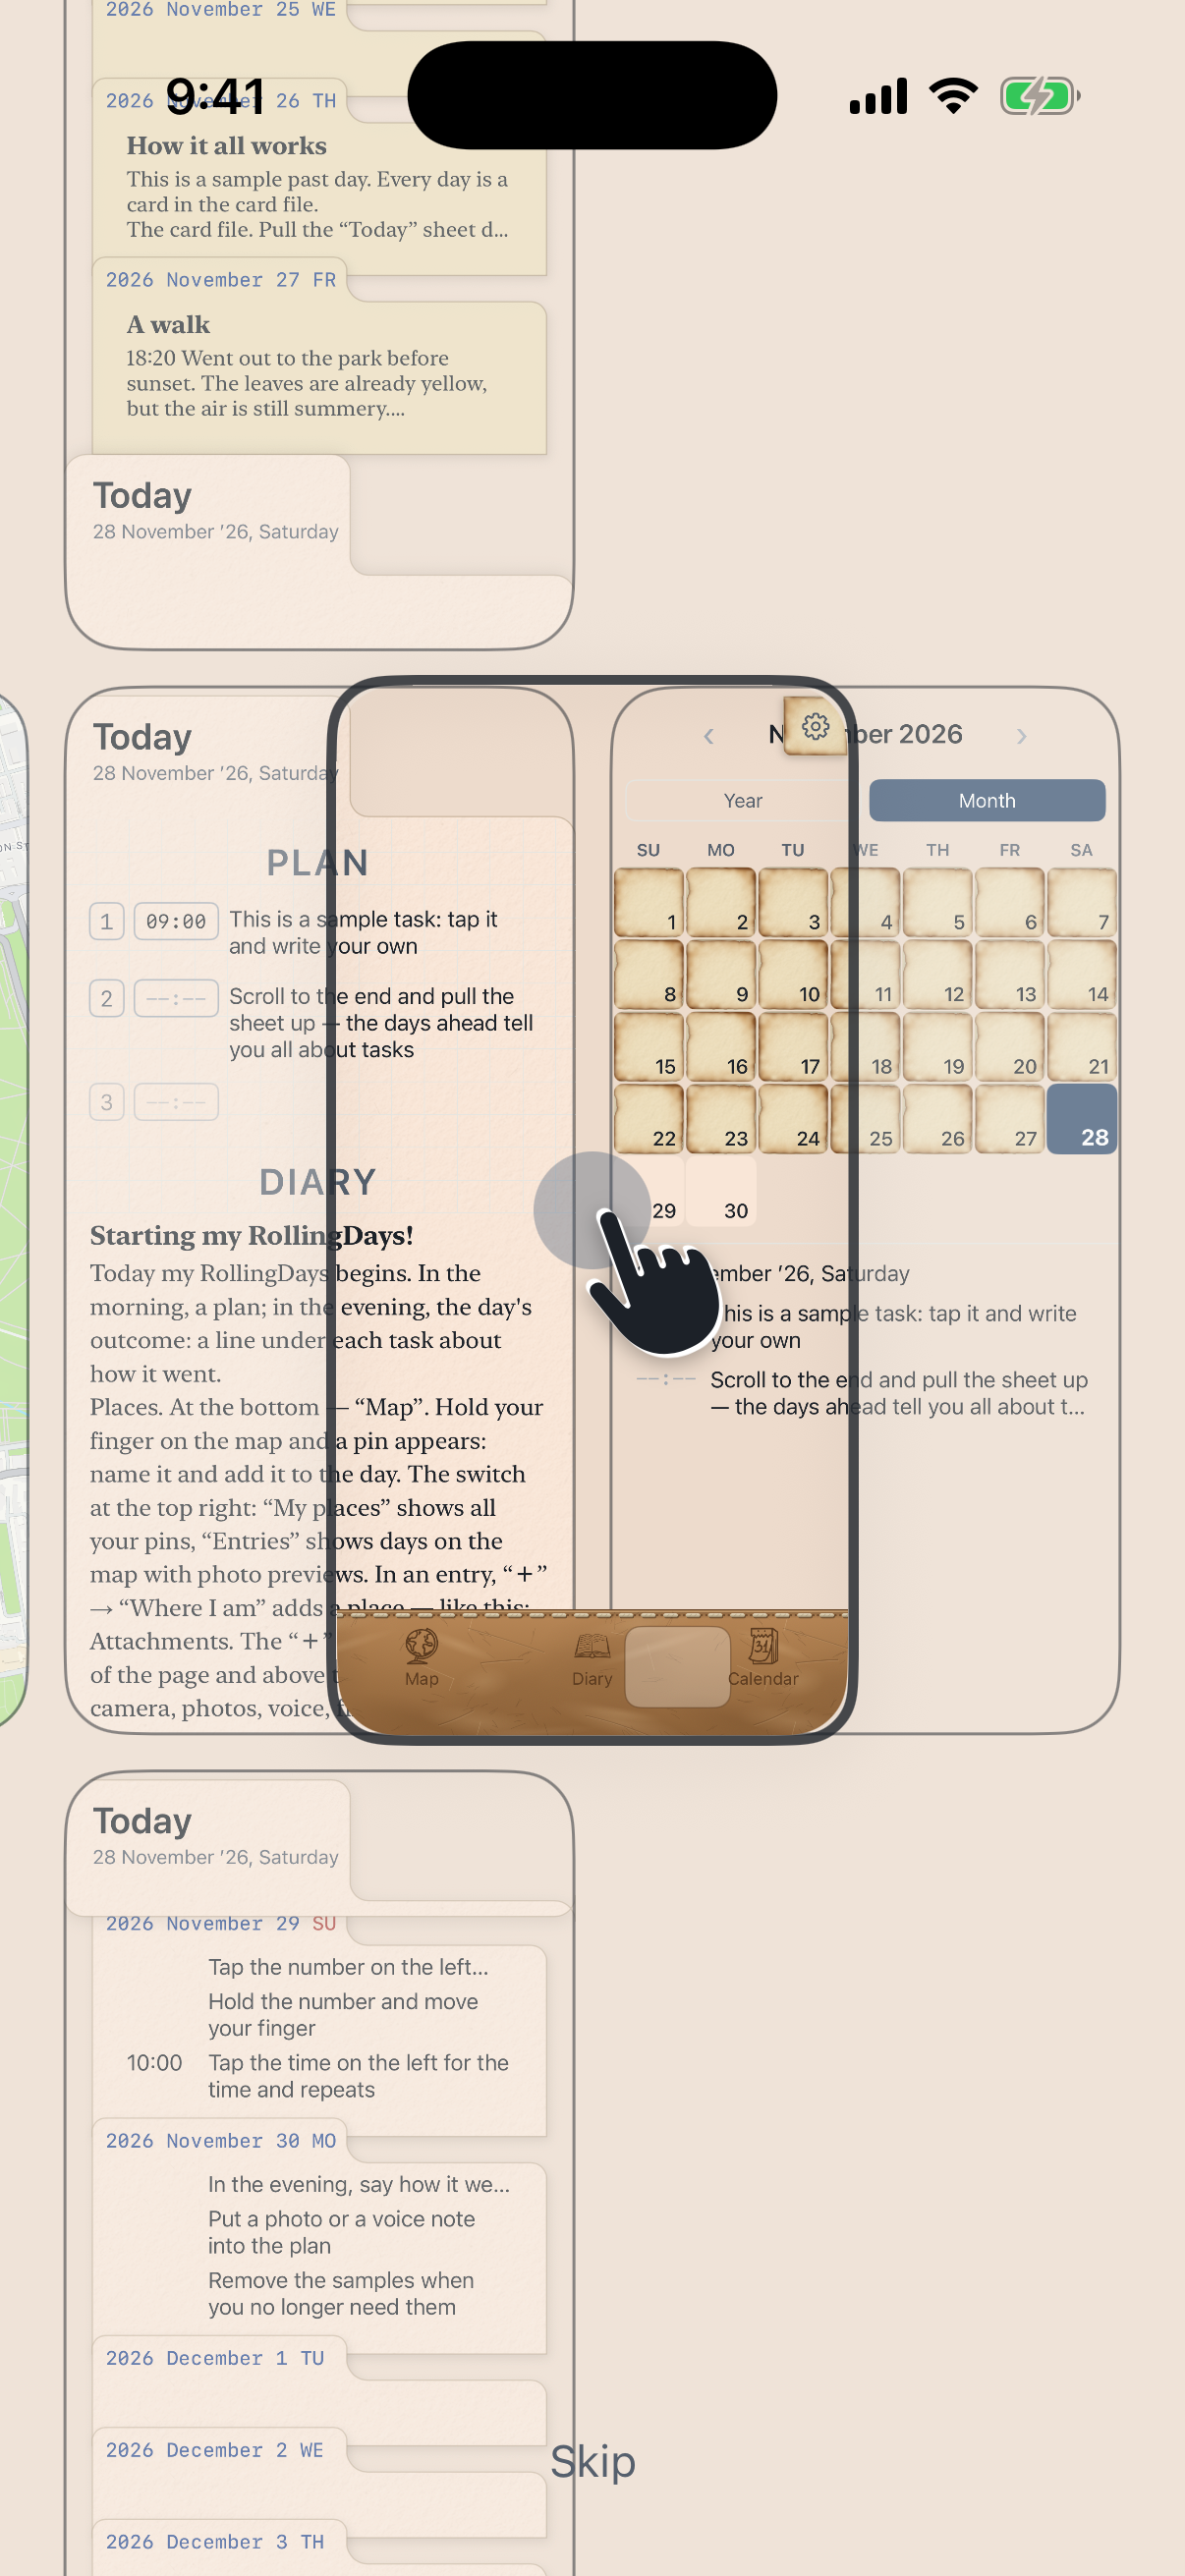 2026 November 25 WE
9:41
2026 November 26 TH
How it all works
This is a sample past day. Every day is a
card in the card file.
The card file. Pull the “Today” sheet d...
2026 November 27 FR
A walk
18:20 Went out to the park before
sunset. The leaves are already yellow,
but the air is still summery....
Today
28 November ’26, Saturday
Today
28 November ’26, Saturday
PLAN
1 09:00 This is a sample task: tap it
and write your own
2 --:-- Scroll to the end and pull the
sheet up — the days ahead tell
you all about tasks
3 --:--
DIARY
Starting my RollingDays!
Today my RollingDays begins. In the
morning, a plan; in the evening, the day's
outcome: a line under each task about
how it went.
Places. At the bottom — “Map”. Hold your
finger on the map and a pin appears:
name it and add it to the day. The switch
at the top right: “My places” shows all
your pins, “Entries” shows days on the
map with photo previews. In an entry, “+”
→ “Where I am” adds a place — like this:
Attachments. The “+”
of the page and above
camera, photos, voice,
‹ 2026 ›
Year Month
SU MO TU WE TH FR SA
1 2 3 4 5 6 7
8 9 10 11 12 13 14
15 16 17 18 19 20 21
22 23 24 25 26 27 28
29 30
ember ’26, Saturday
This is a sample task: tap it and write
your own
--:-- Scroll to the end and pull the sheet up
— the days ahead tell you all about t...
Map Diary 31 Calendar
Today
28 November ’26, Saturday
2026 November 29 SU
Tap the number on the left...
Hold the number and move
your finger
10:00 Tap the time on the left for the
time and repeats
2026 November 30 MO
In the evening, say how it we...
Put a photo or a voice note
into the plan
Remove the samples when
you no longer need them
2026 December 1 TU
2026 December 2 WE
Skip
2026 December 3 TH